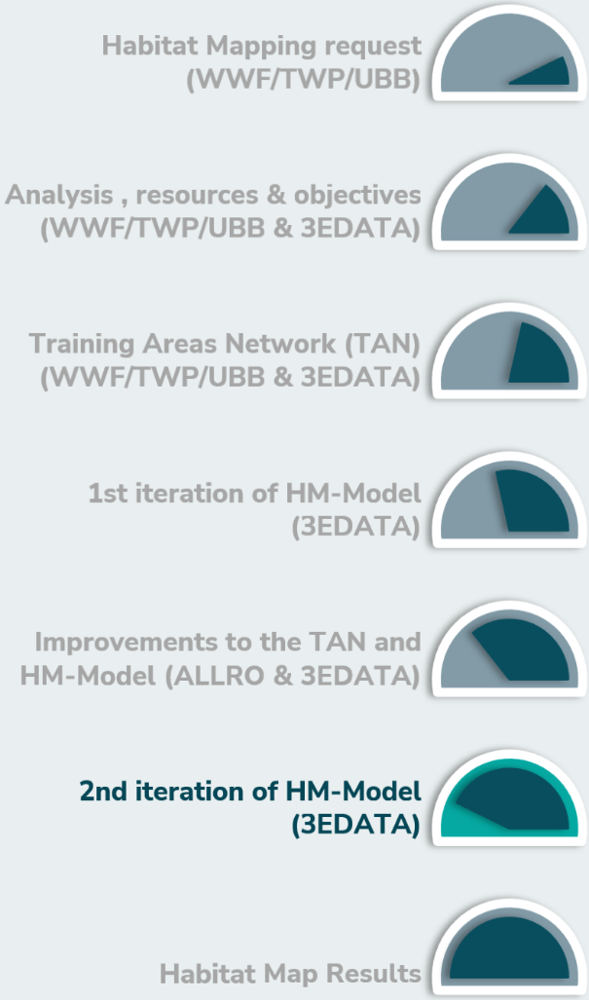 Habitat Mapping request
(WWF/TWP/UBB)
Analysis , resources & objectives
(WWF/TWP/UBB & 3EDATA)
Training Areas Network (TAN)
(WWF/TWP/UBB & 3EDATA)
1st iteration of HM-Model
(3EDATA)
Improvements to the TAN and
HM-Model (ALLRO & 3EDATA)
2nd iteration of HM-Model
(3EDATA)
Habitat Map Results